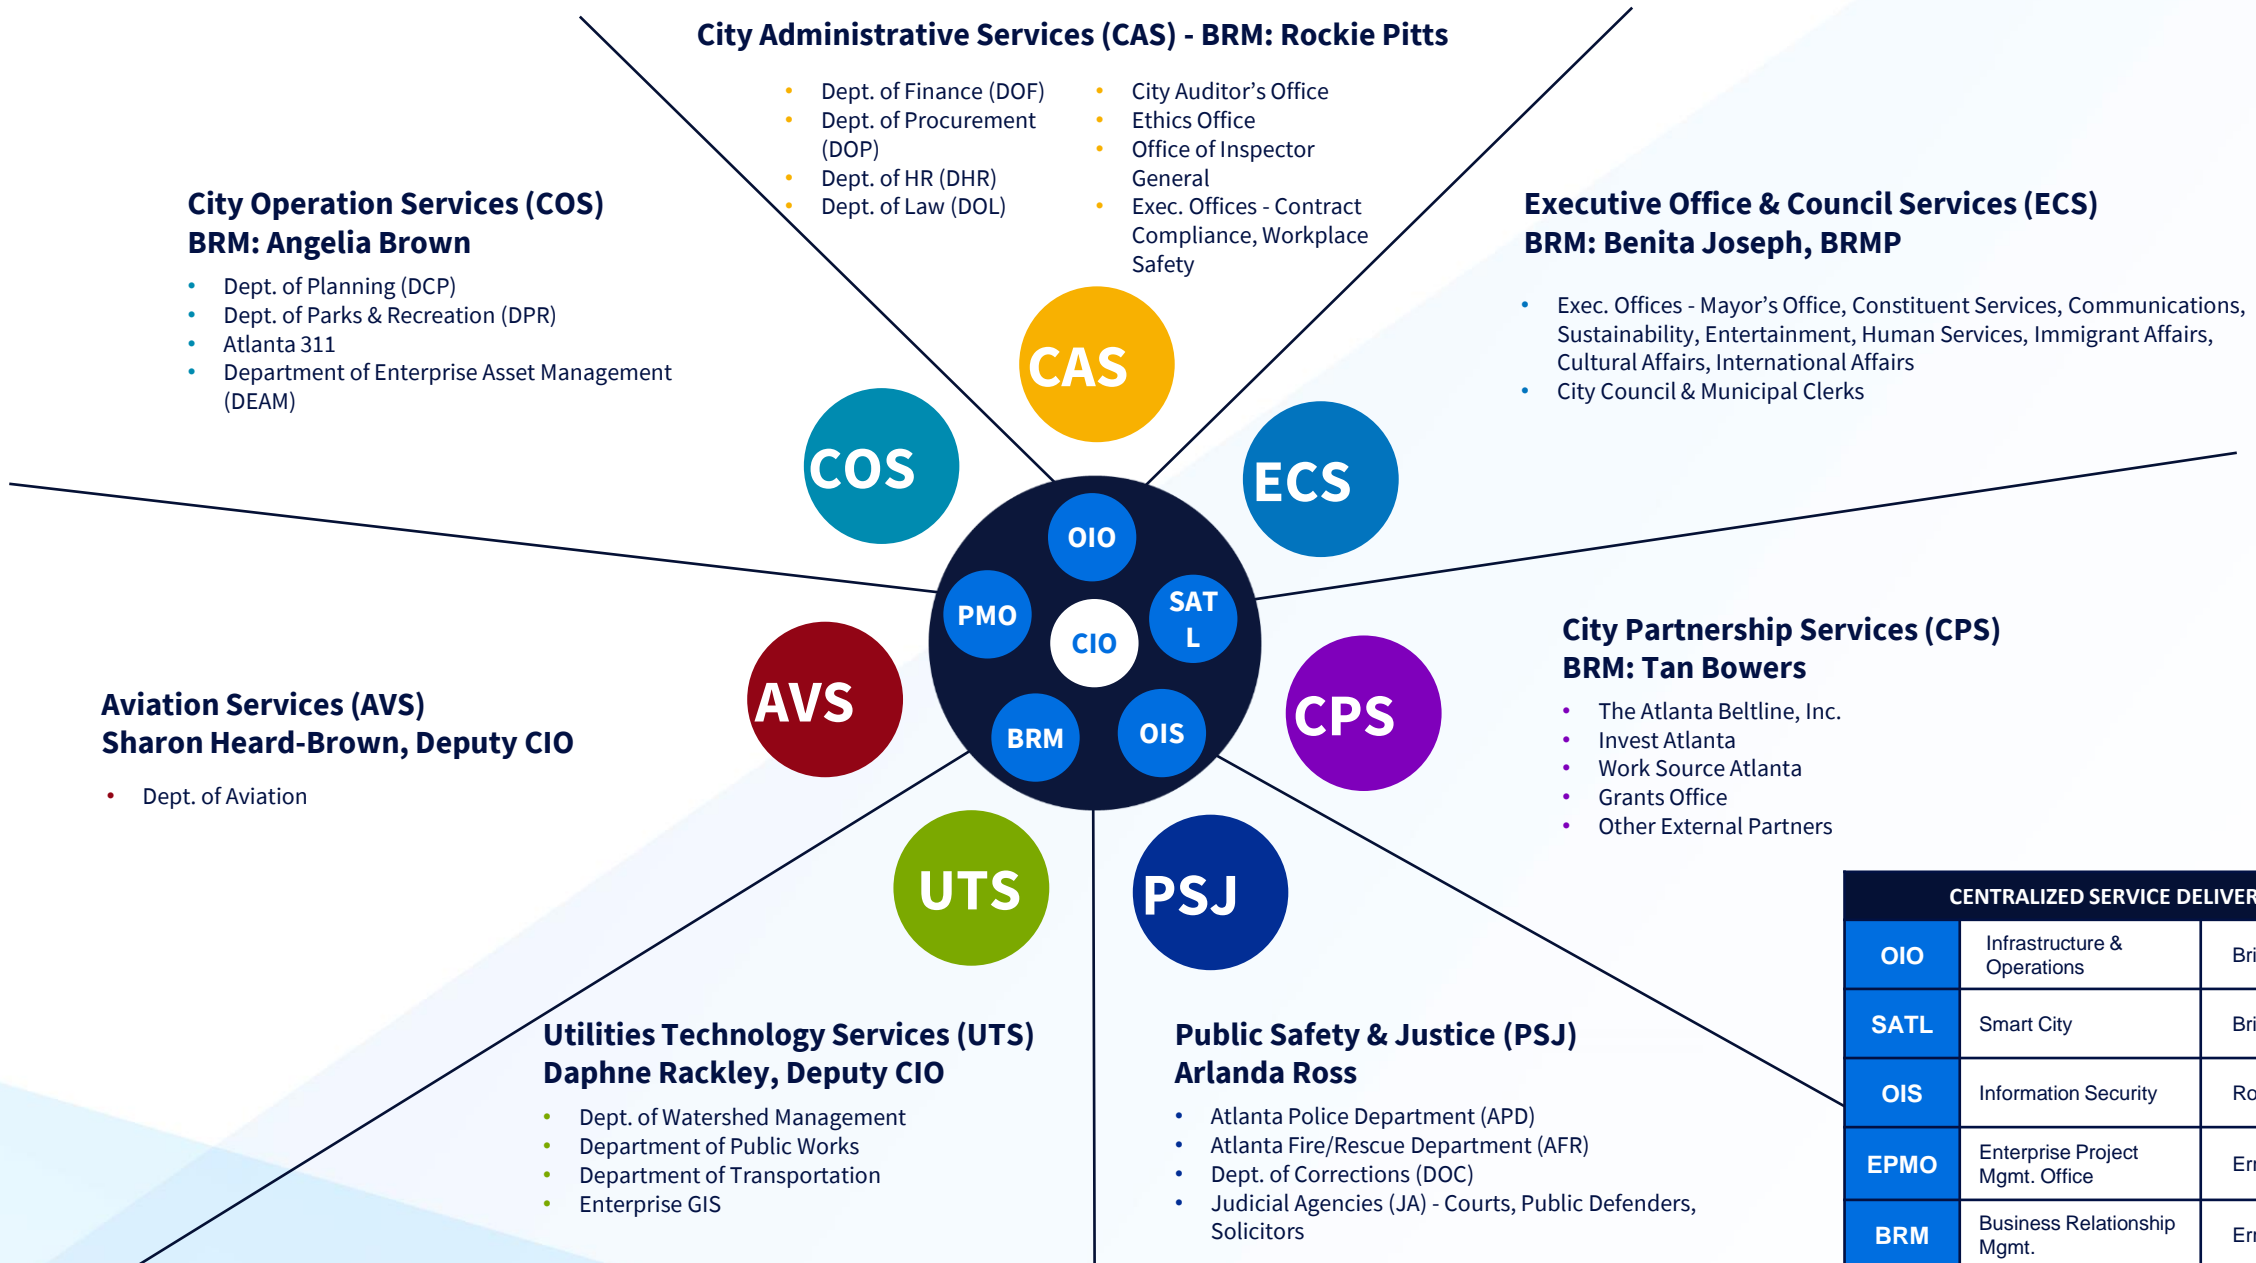 City Administrative Services (CAS) - BRM: Rockie Pitts
Dept. of Finance (DOF)
Dept. of Procurement
(DOP)
Dept. of HR (DHR)
Dept. of Law (DOL)
City Auditor’s Office
Ethics Office
Office of Inspector
General
Exec. Offices - Contract
Compliance, Workplace
Safety
City Operation Services (COS)
BRM: Angelia Brown
Dept. of Planning (DCP)
Dept. of Parks & Recreation (DPR)
Atlanta 311
Department of Enterprise Asset Management
(DEAM)
Executive Office & Council Services (ECS)
BRM: Benita Joseph, BRMP
Exec. Offices - Mayor’s Office, Constituent Services, Communications,
Sustainability, Entertainment, Human Services, Immigrant Affairs,
Cultural Affairs, International Affairs
City Council & Municipal Clerks
CAS
COS
ECS
OIO
PMO
SAT
L
CIO
BRM
OIS
AVS
CPS
UTS
PSJ
Aviation Services (AVS)
Sharon Heard-Brown, Deputy CIO
Dept. of Aviation
City Partnership Services (CPS)
BRM: Tan Bowers
The Atlanta Beltline, Inc.
Invest Atlanta
Work Source Atlanta
Grants Office
Other External Partners
Utilities Technology Services (UTS)
Daphne Rackley, Deputy CIO
Dept. of Watershed Management
Department of Public Works
Department of Transportation
Enterprise GIS
Public Safety & Justice (PSJ)
Arlanda Ross
Atlanta Police Department (APD)
Atlanta Fire/Rescue Department (AFR)
Dept. of Corrections (DOC)
Judicial Agencies (JA) - Courts, Public Defenders,
Solicitors
CENTRALIZED SERVICE
OIO
Infrastructure &
Operations
SATL
Smart City
OIS
Information Security
EPMO
Enterprise Project
Mgmt. Office
BRM
Business Relationship
Mgmt.